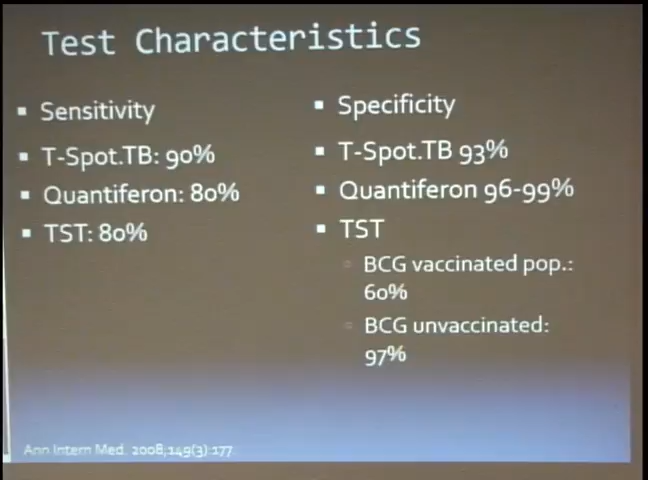 Test Characteristics
Sensitivity
T-Spot.TB: 90%
Quantiferon: 80%
TST: 80%
Specificity
T-Spot.TB 93%
Quantiferon 96-99%
TST
BCG vaccinated pop.:
60%
BCG unvaccinated:
97%
Ann Intern Med. 2008;149(3):177.